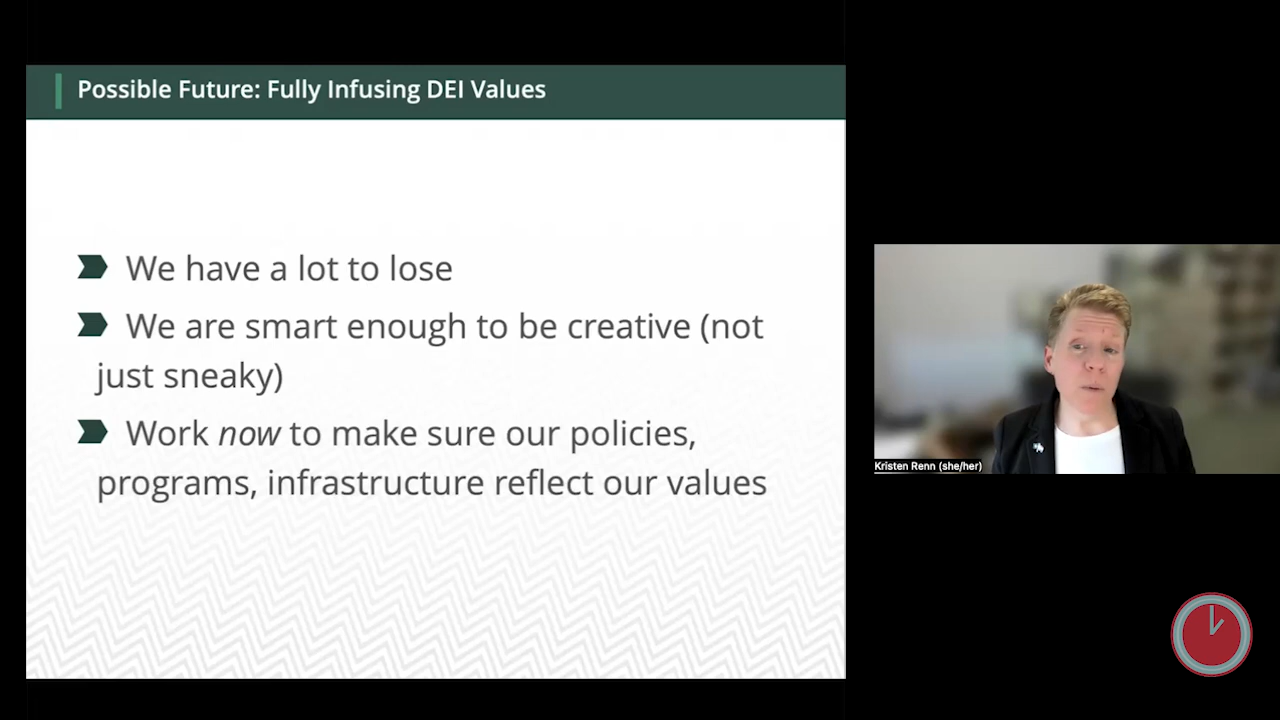 Possible Future: Fully Infusing DEI Values
We have a lot to lose
We are smart enough to be creative (not
just sneaky)
Work now to make sure our policies,
programs, infrastructure reflect our values
Kristen Renn (she/her)